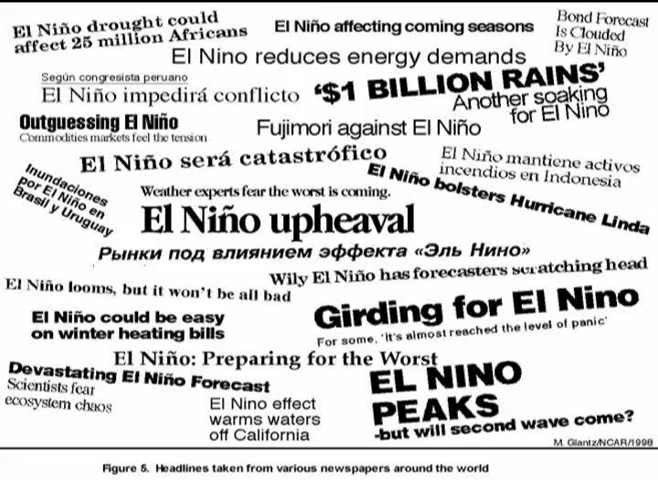 El Niño drought could
affect 25 million Africans
El Niño affecting coming seasons
Bond Forecast
Is Clouded
By El Niño
El Nino reduces energy demands
Según congresista peruano
El Niño impedirá conflicto
‘$1 BILLION RAINS’
Another soaking
for El Nino
Outguessing El Niño
Commodities markets feel the tension
Fujimori against El Niño
El Niño será catastrófico
El Niño mantiene activos
incendios en Indonesia
Inundaciones
por El Niño en
Brasil y Uruguay
Weather experts fear the worst is coming.
El Niño bolsters Hurricane Linda
El Niño upheaval
Рынки под влиянием эффекта «Эль Нино»
Wily El Niño has forecasters scratching head
El Niño looms, but it won't be all bad
El Niño could be easy
on winter heating bills
Girding for El Nino
For some, 'it's almost reached the level of panic'
El Niño: Preparing for the Worst
Devastating El Niño Forecast
Scientists fear
ecosystem chaos
El Nino effect
warms waters
off California
EL NINO
PEAKS
-but will second wave come?
M. Glantz/NCAR/1998
Figure 5. Headlines taken from various newspapers around the world